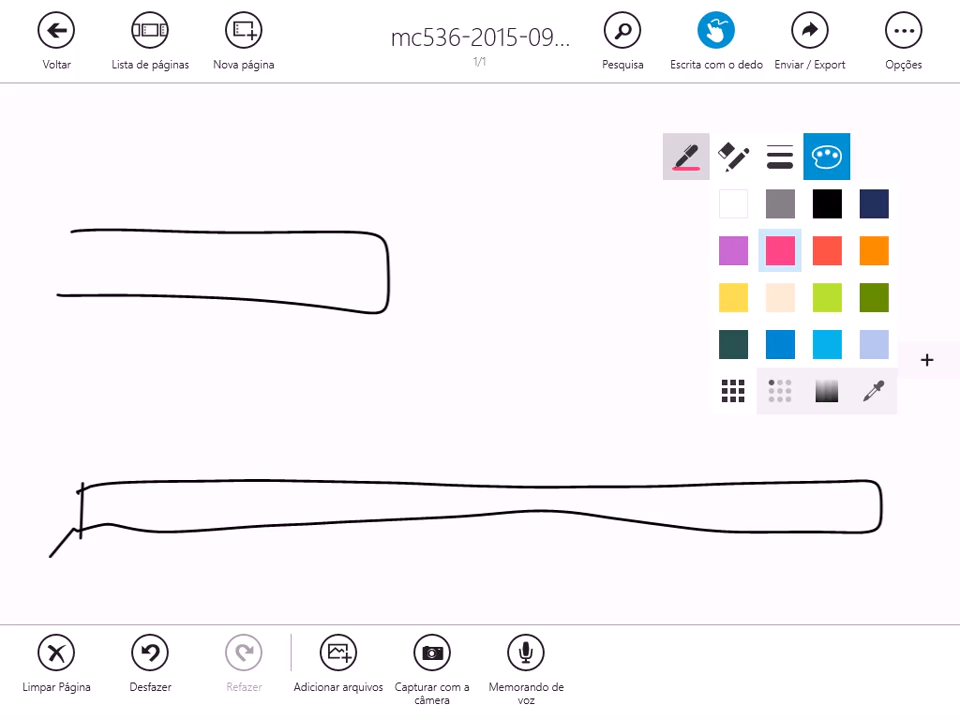 Voltar
Lista de páginas
Nova página
mc536-2015-09...
1/1
Pesquisa
Escrita com o dedo
Enviar / Export
Opções
+
Limpar Página
Desfazer
Refazer
Adicionar arquivos
Capturar com a
câmera
Memorando de
voz